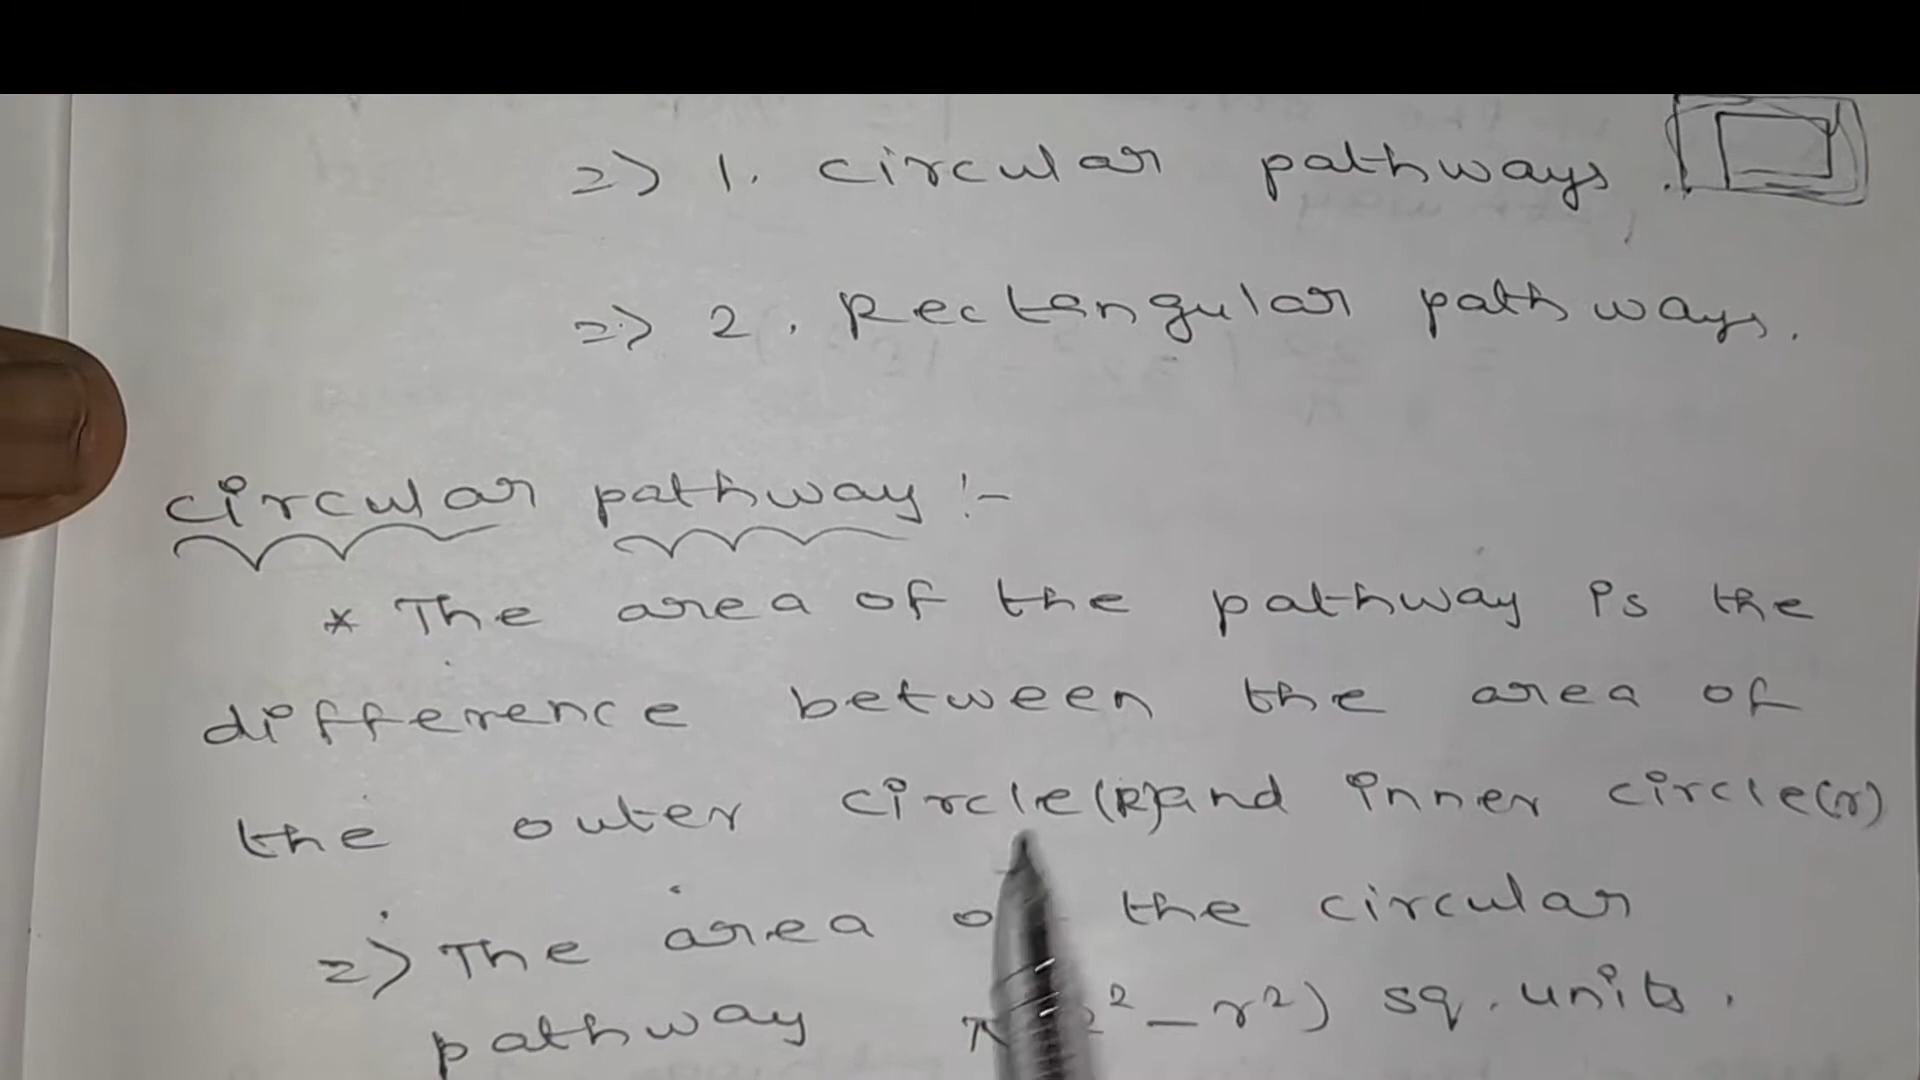 => 1. circular pathways.
=> 2. Rectangular pathways.
circular pathway :-
* The area of the pathway is the
difference between the area of
the outer circle(R)and inner circle(r)
=> The area the circular
pathway π ² - r²) sq. units.